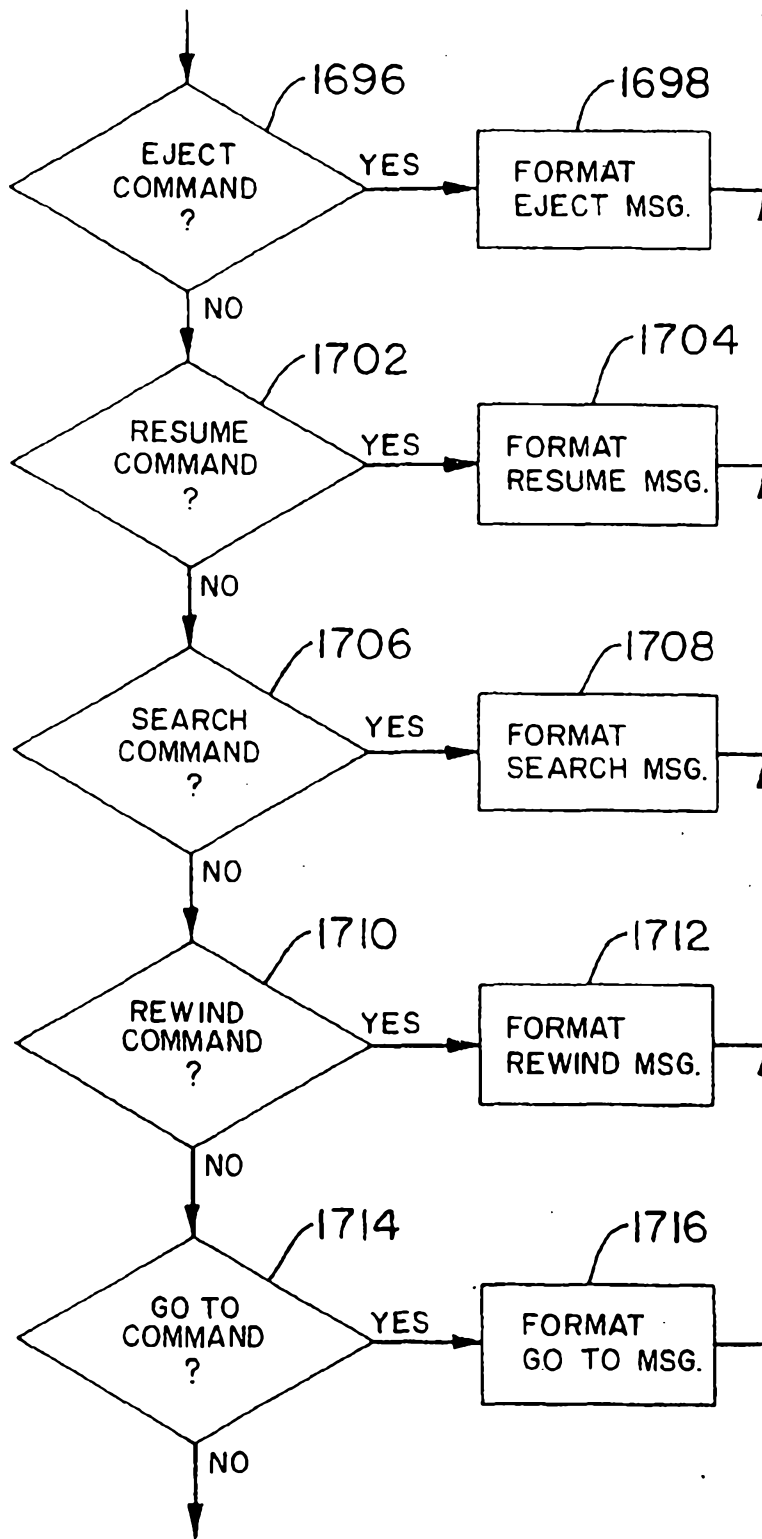 1696
1698
EJECT
COMMAND
?
YES
FORMAT
EJECT MSG.
NO
1702
1704
RESUME
COMMAND
?
YES
FORMAT
RESUME MSG.
NO
1706
1708
SEARCH
COMMAND
?
YES
FORMAT
SEARCH MSG.
NO
1710
1712
REWIND
COMMAND
?
YES
FORMAT
REWIND MSG.
NO
1714
1716
GO TO
COMMAND
?
YES
FORMAT
GO TO MSG.
NO